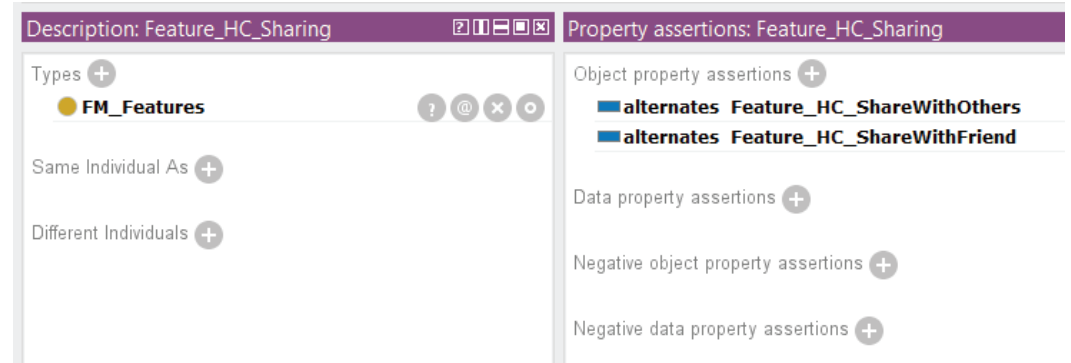 Description: Feature_HC_Sharing
Types
FM_Features
Same Individual As
Different Individuals
Property assertions: Feature_HC_Sharing
Object property assertions
alternates Feature_HC_ShareWithOthers
alternates Feature_HC_ShareWithFriend
Data property assertions
Negative object property assertions
Negative data property assertions